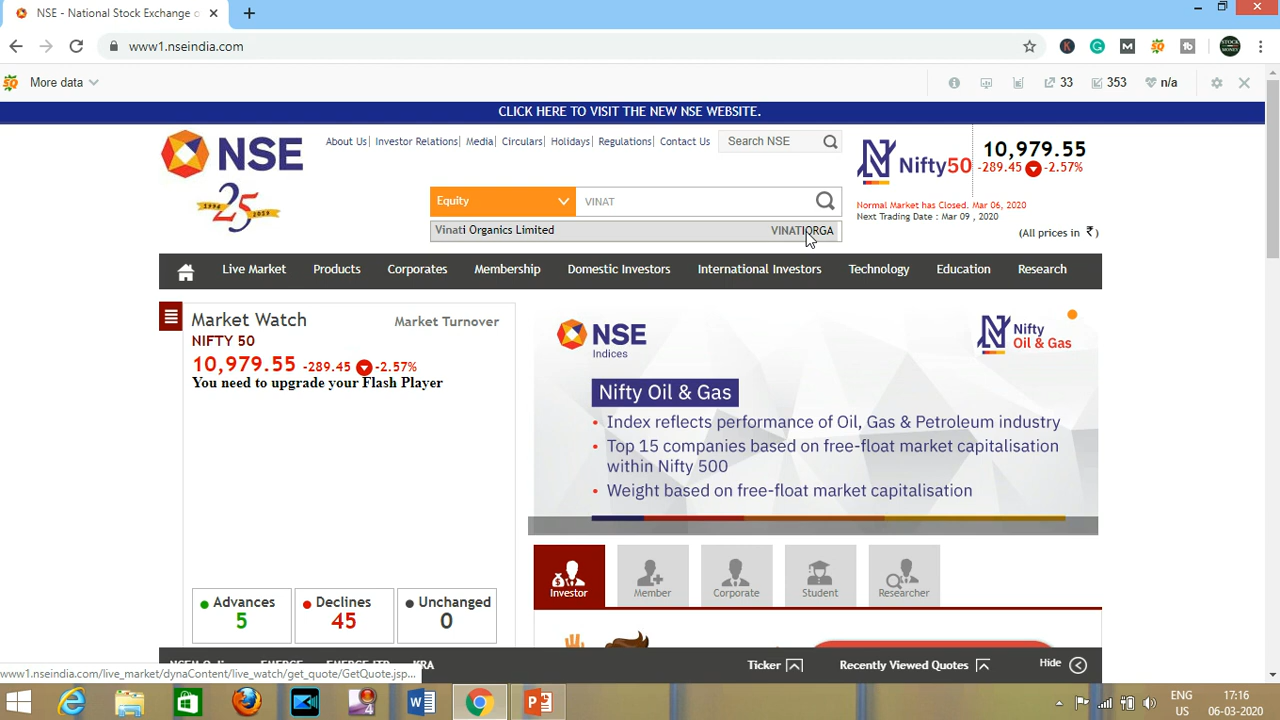 NSE - National Stock Exchange o
www1.nseindia.com
More data
33
353
n/a
CLICK HERE TO VISIT THE NEW NSE WEBSITE.
NSE
1994 25 2019
About Us| Investor Relations| Media| Circulars| Holidays| Regulations| Contact Us
Search NSE
Nifty50
10,979.55
-289.45 -2.57%
Normal Market has Closed. Mar 06, 2020
Next Trading Date : Mar 09 , 2020
(All prices in ₹)
Equity
VINAT
Vinati Organics Limited VINATIORGA
Live Market Products Corporates Membership Domestic Investors International Investors Technology Education Research
Market Watch
Market Turnover
NIFTY 50
10,979.55 -289.45 -2.57%
You need to upgrade your Flash Player
Advances
5
Declines
45
Unchanged
0
NSE
Indices
Nifty
Oil & Gas
Nifty Oil & Gas
• Index reflects performance of Oil, Gas & Petroleum industry
• Top 15 companies based on free-float market capitalisation
within Nifty 500
• Weight based on free-float market capitalisation
Investor
Member
Corporate
Student
Researcher
KRA
Ticker
Recently Viewed Quotes
Hide
www1.nseindia.com/live_market/dynaContent/live_watch/get_quote/GetQuote.jsp...
ENG
US
17:16
06-03-2020